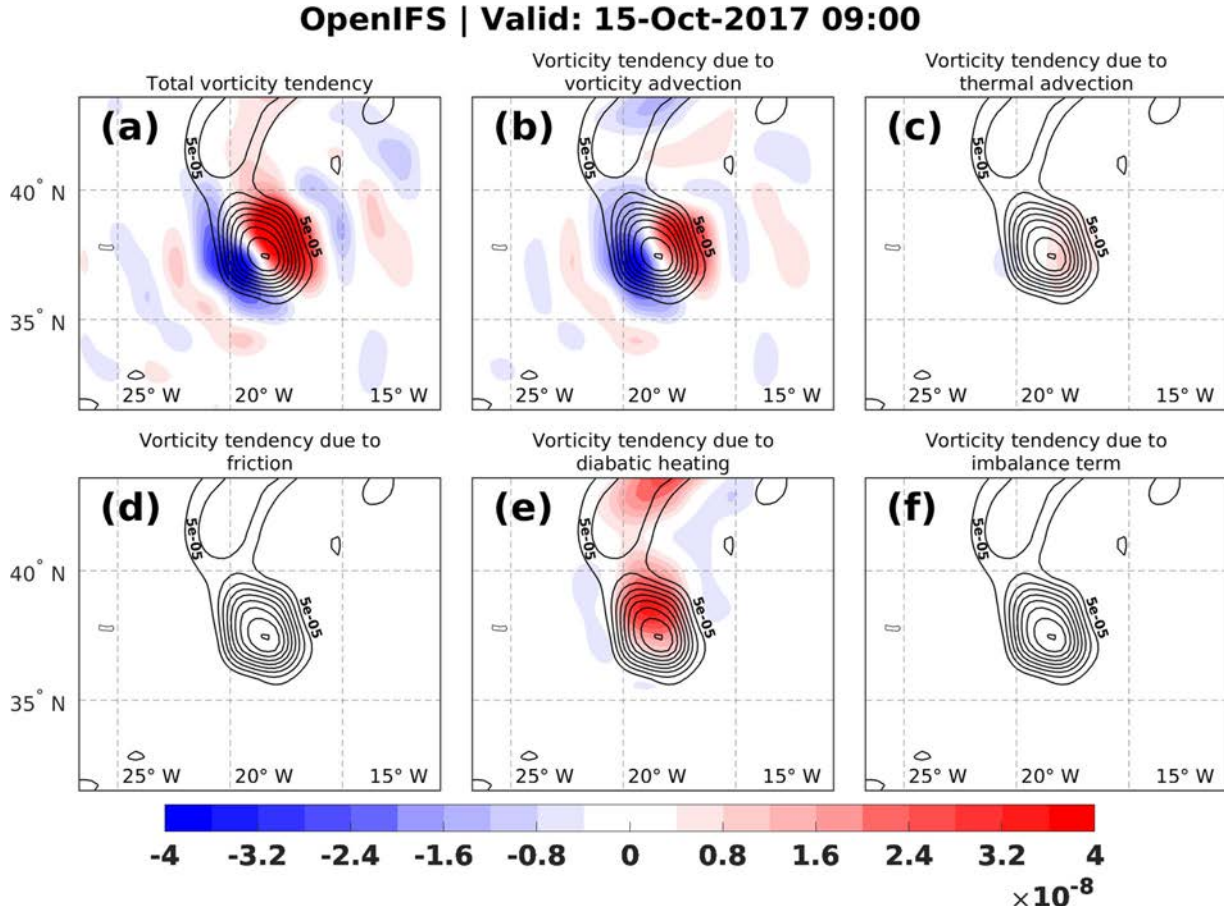 OpenIFS | Valid: 15-Oct-2017 09:00
Total vorticity tendency
Vorticity tendency due to
vorticity advection
Vorticity tendency due to
thermal advection
(a)
(b)
(c)
5e-05
5e-05
5e-05
5e-05
5e-05
5e-05
40° N
35° N
25° W 20° W 15° W
25° W 20° W 15° W
25° W 20° W 15° W
Vorticity tendency due to
friction
Vorticity tendency due to
diabatic heating
Vorticity tendency due to
imbalance term
(d)
(e)
(f)
5e-05
5e-05
5e-05
5e-05
5e-05
5e-05
40° N
35° N
25° W 20° W 15° W
25° W 20° W 15° W
25° W 20° W 15° W
-4 -3.2 -2.4 -1.6 -0.8 0 0.8 1.6 2.4 3.2 4
×10⁻⁸